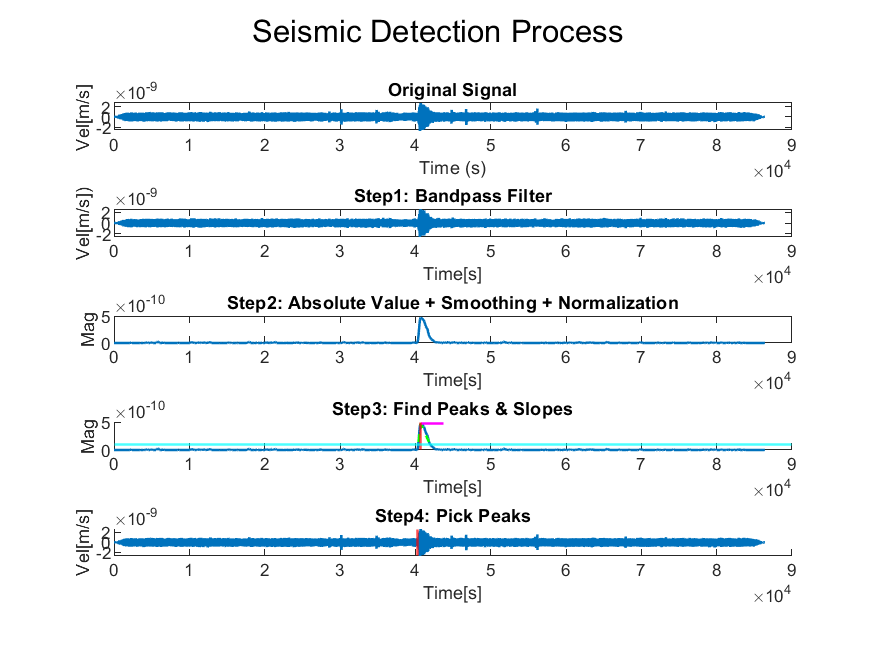 Seismic Detection Process
Original Signal
×10^-9
Vel[m/s]
2
0
-2
0 1 2 3 4 5 6 7 8 9
Time (s)
×10^4
Step1: Bandpass Filter
×10^-9
Vel[m/s])
2
0
-2
0 1 2 3 4 5 6 7 8 9
Time[s]
×10^4
Step2: Absolute Value + Smoothing + Normalization
×10^-10
Mag
5
0
0 1 2 3 4 5 6 7 8 9
Time[s]
×10^4
Step3: Find Peaks & Slopes
×10^-10
Mag
5
0
0 1 2 3 4 5 6 7 8 9
Time[s]
×10^4
Step4: Pick Peaks
×10^-9
Vel[m/s]
2
0
-2
0 1 2 3 4 5 6 7 8 9
Time[s]
×10^4